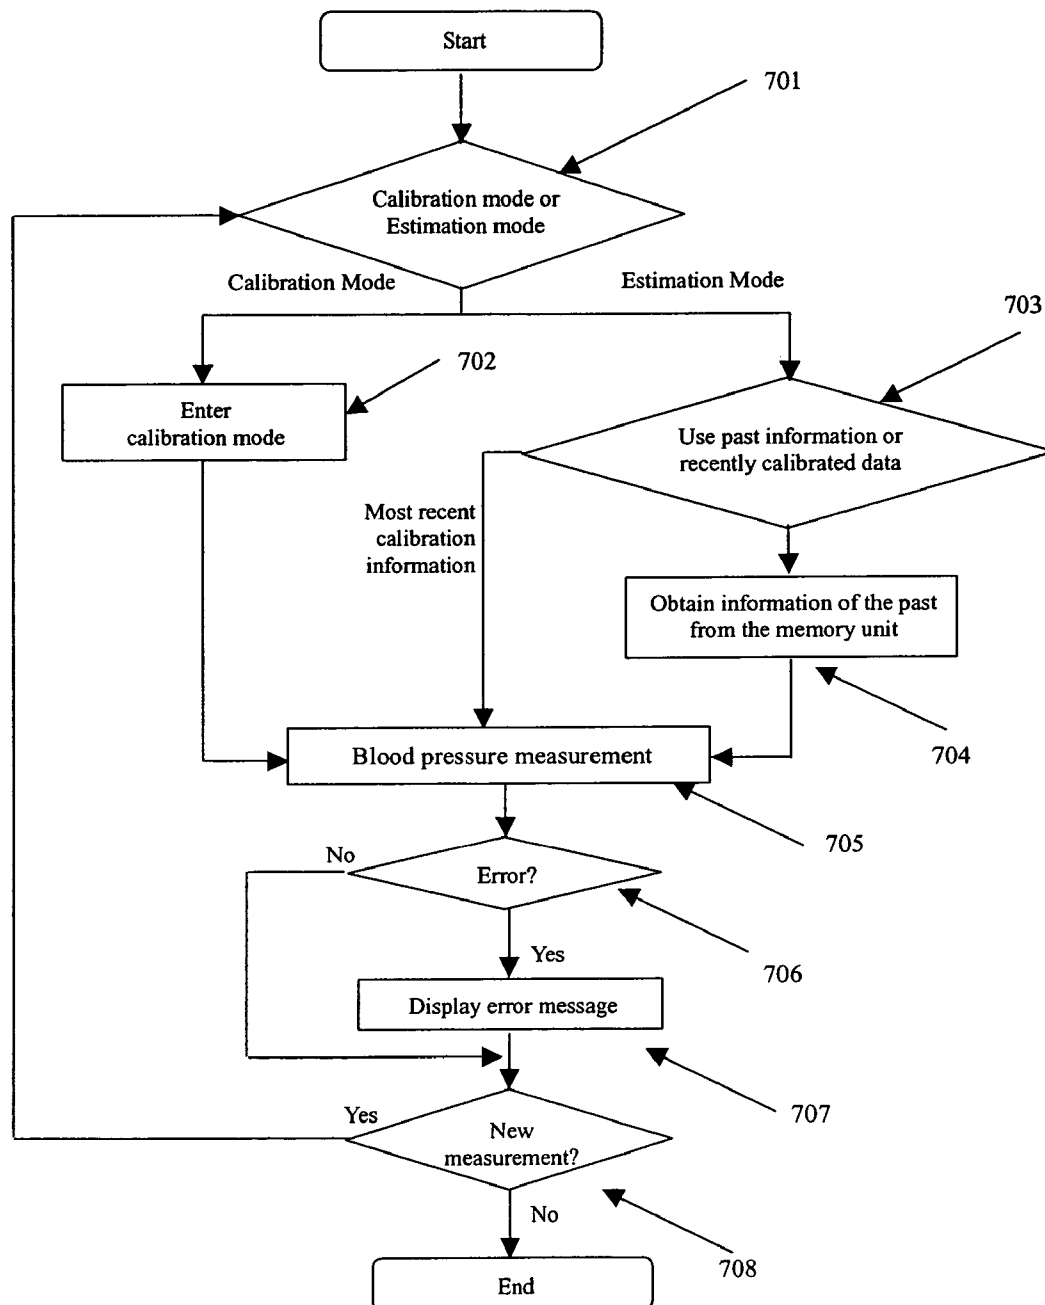 Start
701
Calibration mode or
Estimation mode
Calibration Mode
Estimation Mode
703
702
Enter
calibration mode
Use past information or
recently calibrated data
Most recent
calibration
information
Obtain information of the past
from the memory unit
704
Blood pressure measurement
705
No
Error?
Yes
706
Display error message
707
Yes
New
measurement?
No
708
End